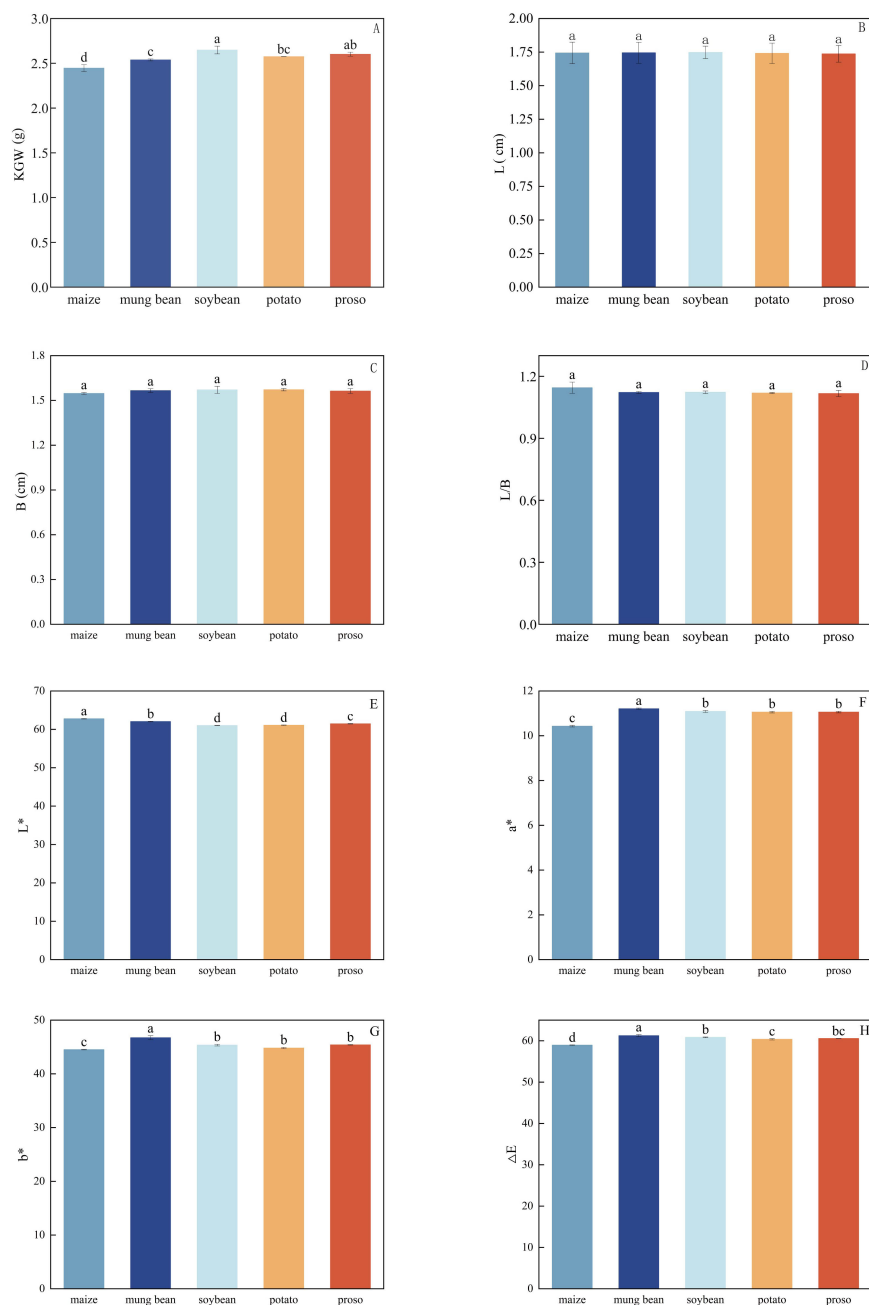 A
3.0
2.5
2.0
1.5
1.0
0.5
0.0
KGW (g)
d c a bc ab
maize mung bean soybean potato proso
B
2.00
1.75
1.50
1.25
1.00
0.75
0.50
0.25
0.00
L ( cm)
a a a a a
maize mung bean soybean potato proso
C
1.8
1.5
1.2
0.9
0.6
0.3
0.0
B (cm)
a a a a a
maize mung bean soybean potato proso
D
1.2
0.9
0.6
0.3
0.0
L/B
a a a a a
maize mung bean soybean potato proso
E
70
60
50
40
30
20
10
0
L*
a b d d c
maize mung bean soybean potato proso
F
12
10
8
6
4
2
0
a*
c a b b b
maize mung bean soybean potato proso
G
50
40
30
20
10
0
b*
c a b b b
maize mung bean soybean potato proso
H
60
50
40
30
20
10
0
△E
d a b c bc
maize mung bean soybean potato proso